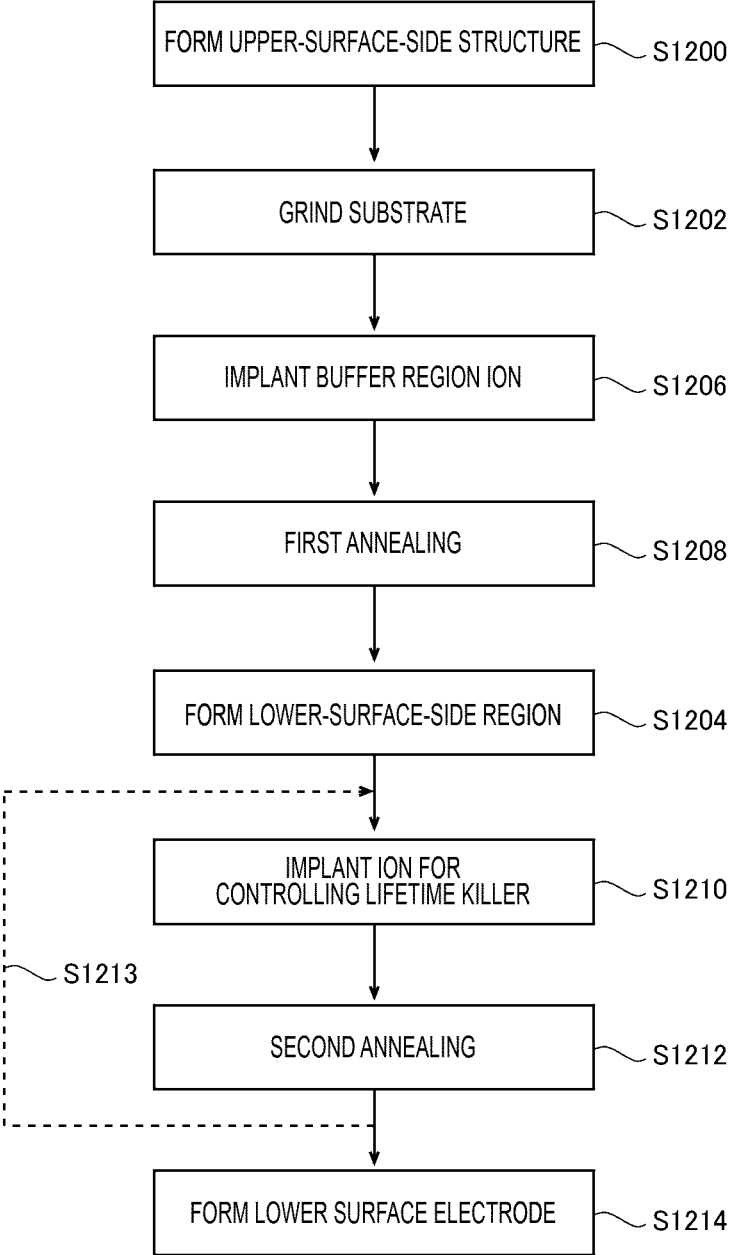 FORM UPPER-SURFACE-SIDE STRUCTURE
S1200
GRIND SUBSTRATE
S1202
IMPLANT BUFFER REGION ION
S1206
FIRST ANNEALING
S1208
FORM LOWER-SURFACE-SIDE REGION
S1204
IMPLANT ION FOR
CONTROLLING LIFETIME KILLER
S1210
S1213
SECOND ANNEALING
S1212
FORM LOWER SURFACE ELECTRODE
S1214